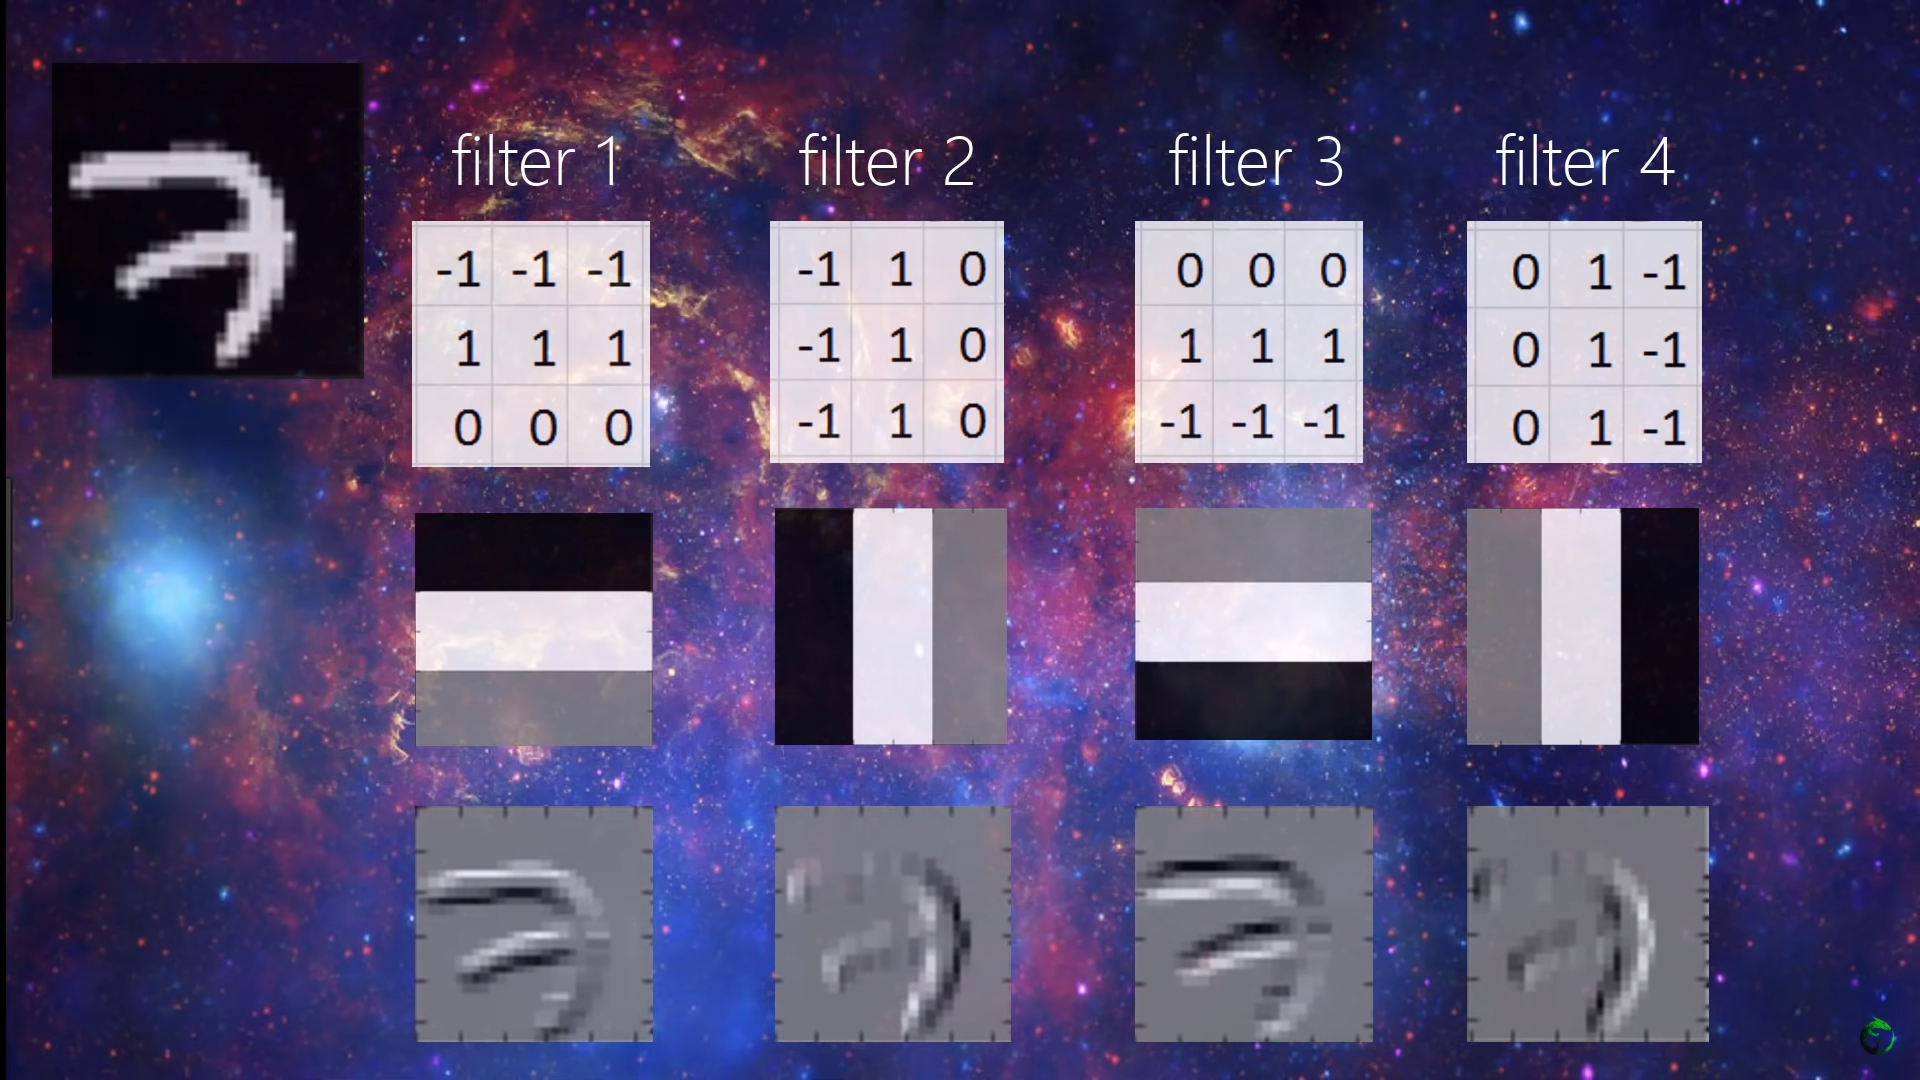 filter 1 filter 2 filter 3 filter 4
-1 -1 -1 -1 1 0 0 0 0 0 1 -1
1 1 1 -1 1 0 1 1 1 0 1 -1
0 0 0 -1 1 0 -1 -1 -1 0 1 -1